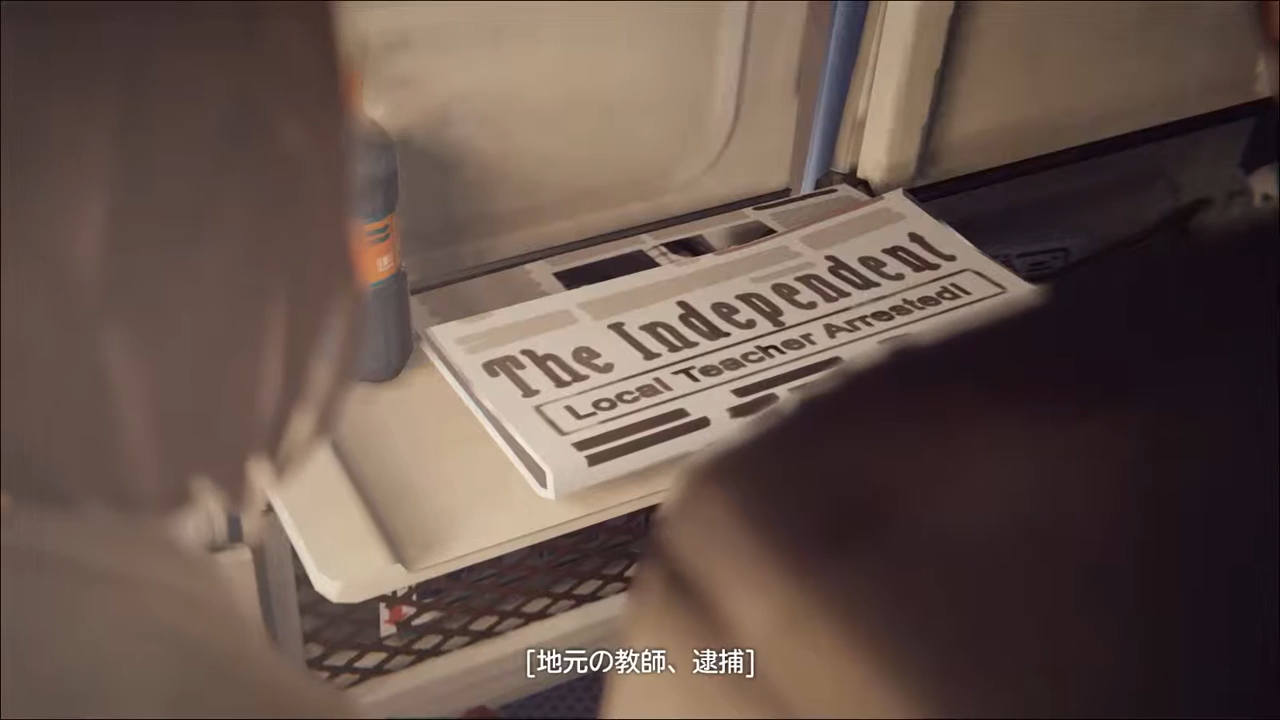 The Independent
Local Teacher Arrested!
[地元の教師、逮捕]